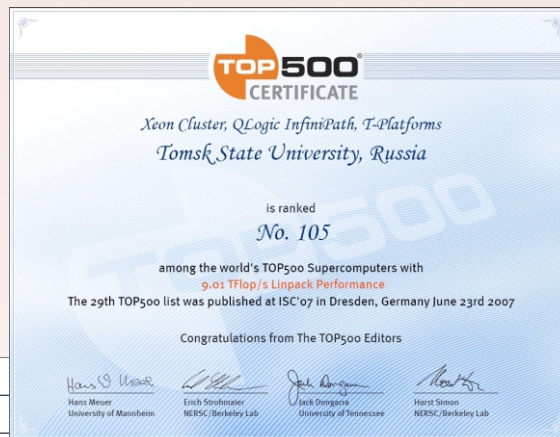 TOP 500®
CERTIFICATE
Xeon Cluster, QLogic InfiniPath, T-Platforms
Tomsk State University, Russia
is ranked
No. 105
among the world's TOP500 Supercomputers with
9.01 TFlop/s Linpack Performance
The 29th TOP500 list was published at ISC'07 in Dresden, Germany June 23rd 2007
Congratulations from The TOP500 Editors
Hans Meuer
University of Mannheim
Erich Strohmaier
NERSC/Berkeley Lab
Jack Dongarra
University of Tennessee
Horst Simon
NERSC/Berkeley Lab
TOP500